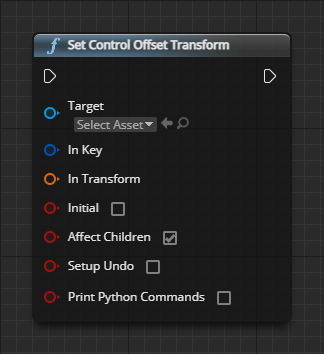 Set Control Offset Transform
Target
Select Asset
In Key
In Transform
Initial
Affect Children
Setup Undo
Print Python Commands